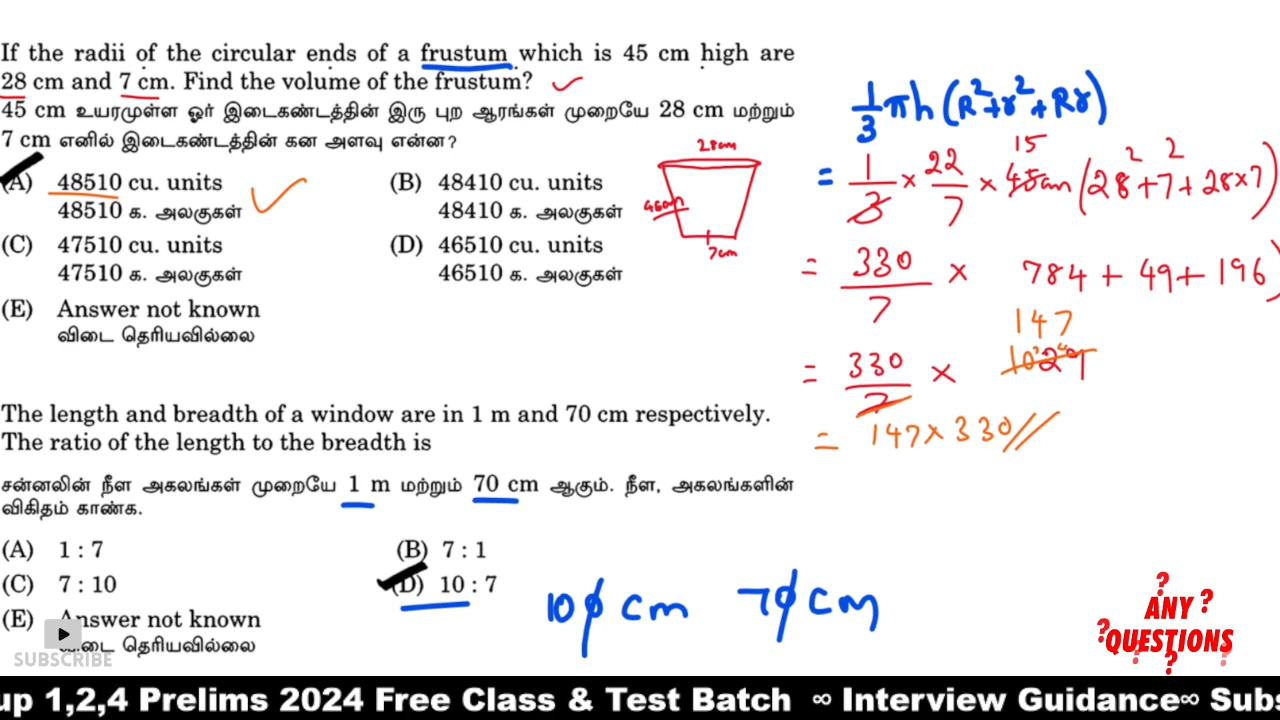 If the radii of the circular ends of a frustum which is 45 cm high are
28 cm and 7 cm. Find the volume of the frustum?
45 cm உயரமுள்ள ஓர் இடைகண்டத்தின் இரு புற ஆரங்கள் முறையே 28 cm மற்றும்
7 cm எனில் இடைகண்டத்தின் கன அளவு என்ன?
(A) 48510 cu. units
48510 க. அலகுகள்
(B) 48410 cu. units
48410 க. அலகுகள்
(C) 47510 cu. units
47510 க. அலகுகள்
(D) 46510 cu. units
46510 க. அலகுகள்
(E) Answer not known
விடை தெரியவில்லை
28cm
7cm
1/3 πh (R²+r²+Rr)
15
= 1/3 × 22/7 × 45cm (28²+7²+28×7)
= 330/7 × 784 + 49 + 196)
147
= 330/7 × 1029
= 147×330//
The length and breadth of a window are in 1 m and 70 cm respectively.
The ratio of the length to the breadth is
சன்னலின் நீள அகலங்கள் முறையே 1 m மற்றும் 70 cm ஆகும். நீள, அகலங்களின்
விகிதம் காண்க.
(A) 1 : 7
(B) 7 : 1
(C) 7 : 10
(D) 10 : 7
(E) Answer not known
விடை தெரியவில்லை
100 cm 70 cm
SUBSCRIBE
ANY
QUESTIONS
up 1,2,4 Prelims 2024 Free Class & Test Batch ∞ Interview Guidance∞ Subs